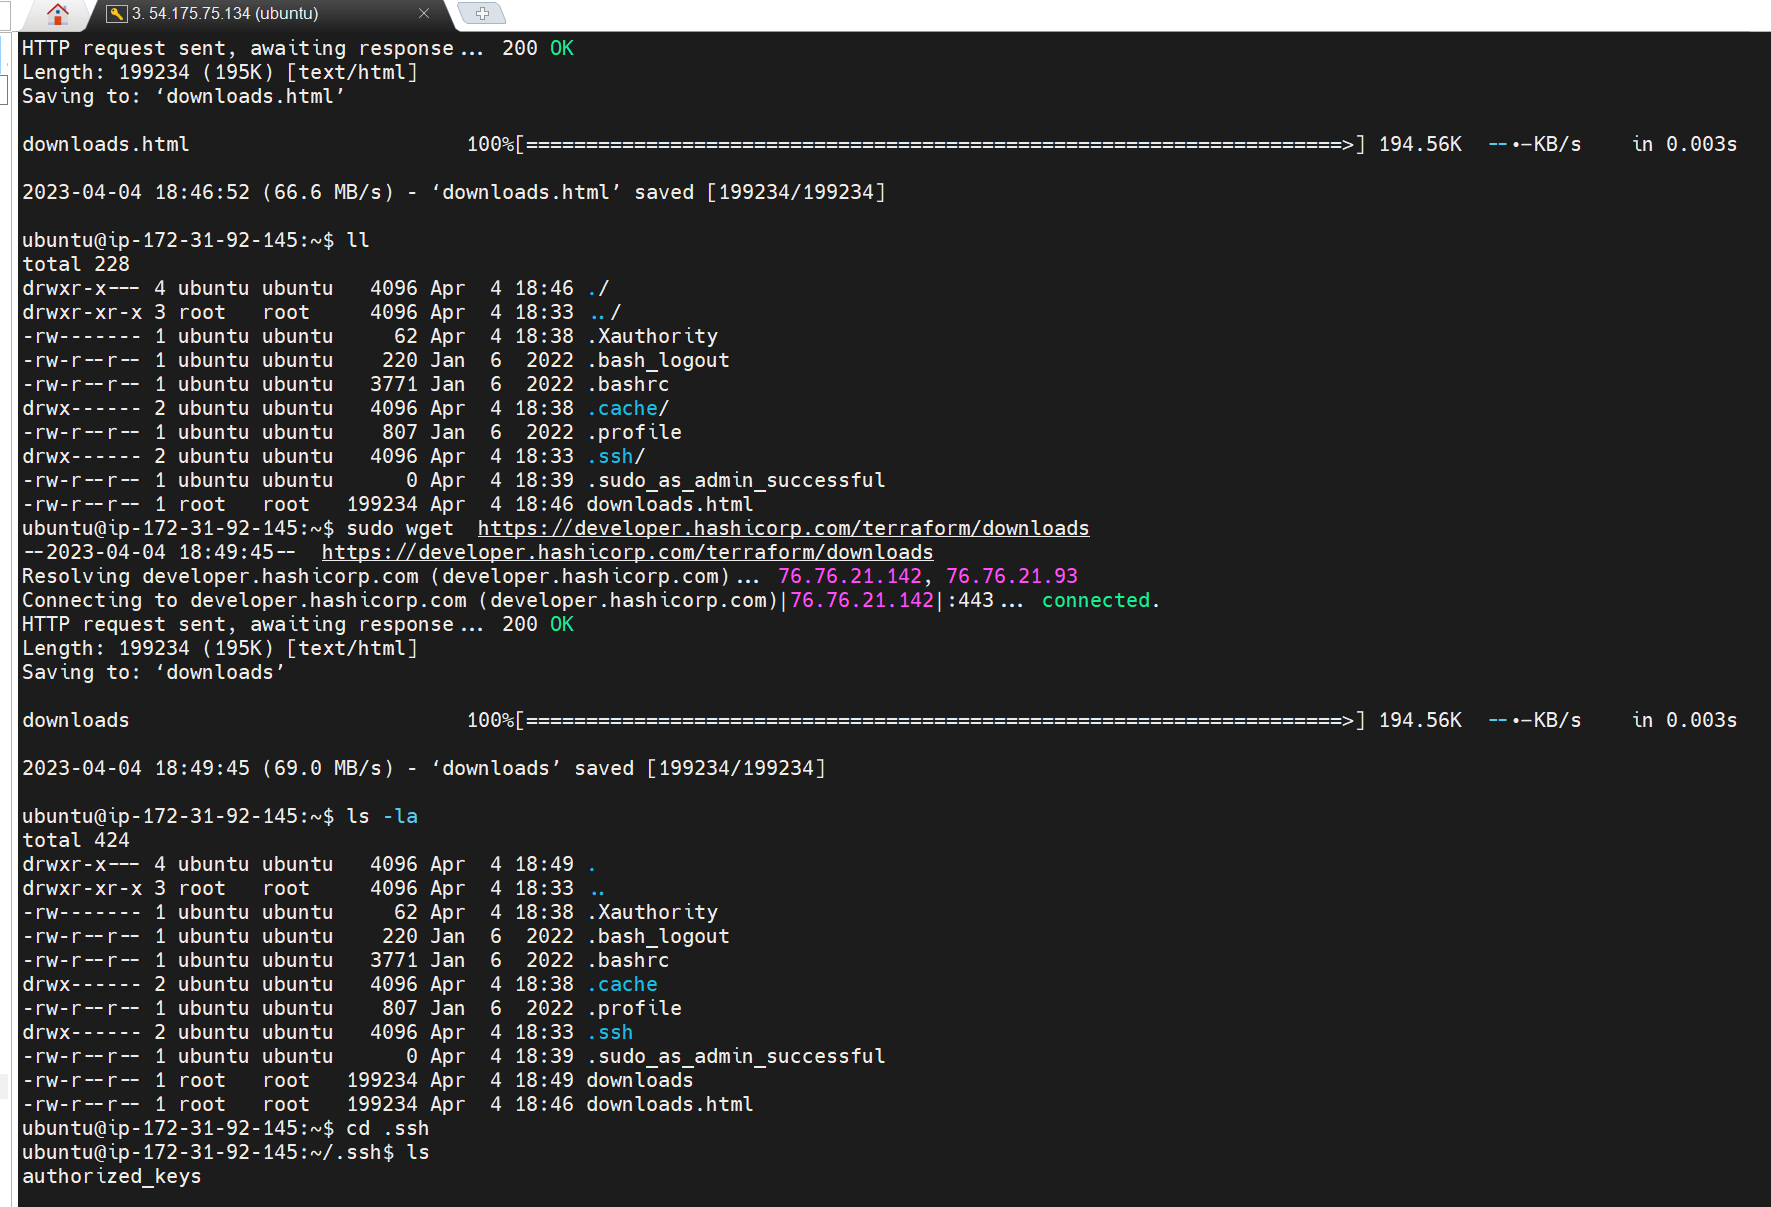 3. 54.175.75.134 (ubuntu)
HTTP request sent, awaiting response... 200 OK
Length: 199234 (195K) [text/html]
Saving to: ‘downloads.html’
downloads.html 100%[====================================================================>] 194.56K --.-KB/s in 0.003s
2023-04-04 18:46:52 (66.6 MB/s) - ‘downloads.html’ saved [199234/199234]
ubuntu@ip-172-31-92-145:~$ ll
total 228
drwxr-x--- 4 ubuntu ubuntu 4096 Apr 4 18:46 ./
drwxr-xr-x 3 root root 4096 Apr 4 18:33 ../
-rw------- 1 ubuntu ubuntu 62 Apr 4 18:38 .Xauthority
-rw-r--r-- 1 ubuntu ubuntu 220 Jan 6 2022 .bash_logout
-rw-r--r-- 1 ubuntu ubuntu 3771 Jan 6 2022 .bashrc
drwx------ 2 ubuntu ubuntu 4096 Apr 4 18:38 .cache/
-rw-r--r-- 1 ubuntu ubuntu 807 Jan 6 2022 .profile
drwx------ 2 ubuntu ubuntu 4096 Apr 4 18:33 .ssh/
-rw-r--r-- 1 ubuntu ubuntu 0 Apr 4 18:39 .sudo_as_admin_successful
-rw-r--r-- 1 root root 199234 Apr 4 18:46 downloads.html
ubuntu@ip-172-31-92-145:~$ sudo wget https://developer.hashicorp.com/terraform/downloads
--2023-04-04 18:49:45-- https://developer.hashicorp.com/terraform/downloads
Resolving developer.hashicorp.com (developer.hashicorp.com)... 76.76.21.142, 76.76.21.93
Connecting to developer.hashicorp.com (developer.hashicorp.com)|76.76.21.142|:443... connected.
HTTP request sent, awaiting response... 200 OK
Length: 199234 (195K) [text/html]
Saving to: ‘downloads’
downloads 100%[====================================================================>] 194.56K --.-KB/s in 0.003s
2023-04-04 18:49:45 (69.0 MB/s) - ‘downloads’ saved [199234/199234]
ubuntu@ip-172-31-92-145:~$ ls -la
total 424
drwxr-x--- 4 ubuntu ubuntu 4096 Apr 4 18:49 .
drwxr-xr-x 3 root root 4096 Apr 4 18:33 ..
-rw------- 1 ubuntu ubuntu 62 Apr 4 18:38 .Xauthority
-rw-r--r-- 1 ubuntu ubuntu 220 Jan 6 2022 .bash_logout
-rw-r--r-- 1 ubuntu ubuntu 3771 Jan 6 2022 .bashrc
drwx------ 2 ubuntu ubuntu 4096 Apr 4 18:38 .cache
-rw-r--r-- 1 ubuntu ubuntu 807 Jan 6 2022 .profile
drwx------ 2 ubuntu ubuntu 4096 Apr 4 18:33 .ssh
-rw-r--r-- 1 ubuntu ubuntu 0 Apr 4 18:39 .sudo_as_admin_successful
-rw-r--r-- 1 root root 199234 Apr 4 18:49 downloads
-rw-r--r-- 1 root root 199234 Apr 4 18:46 downloads.html
ubuntu@ip-172-31-92-145:~$ cd .ssh
ubuntu@ip-172-31-92-145:~/.ssh$ ls
authorized_keys